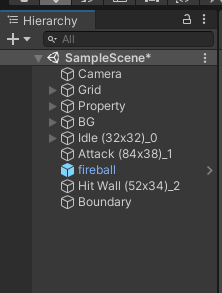 Hierarchy
All
SampleScene*
Camera
Grid
Property
BG
Idle (32x32)_0
Attack (84x38)_1
fireball
Hit Wall (52x34)_2
Boundary